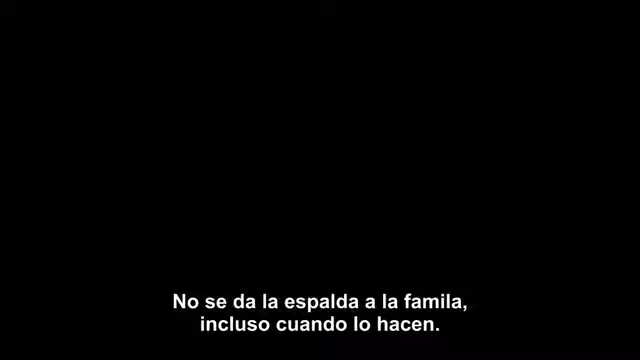 No se da la espalda a la famila,
incluso cuando lo hacen.